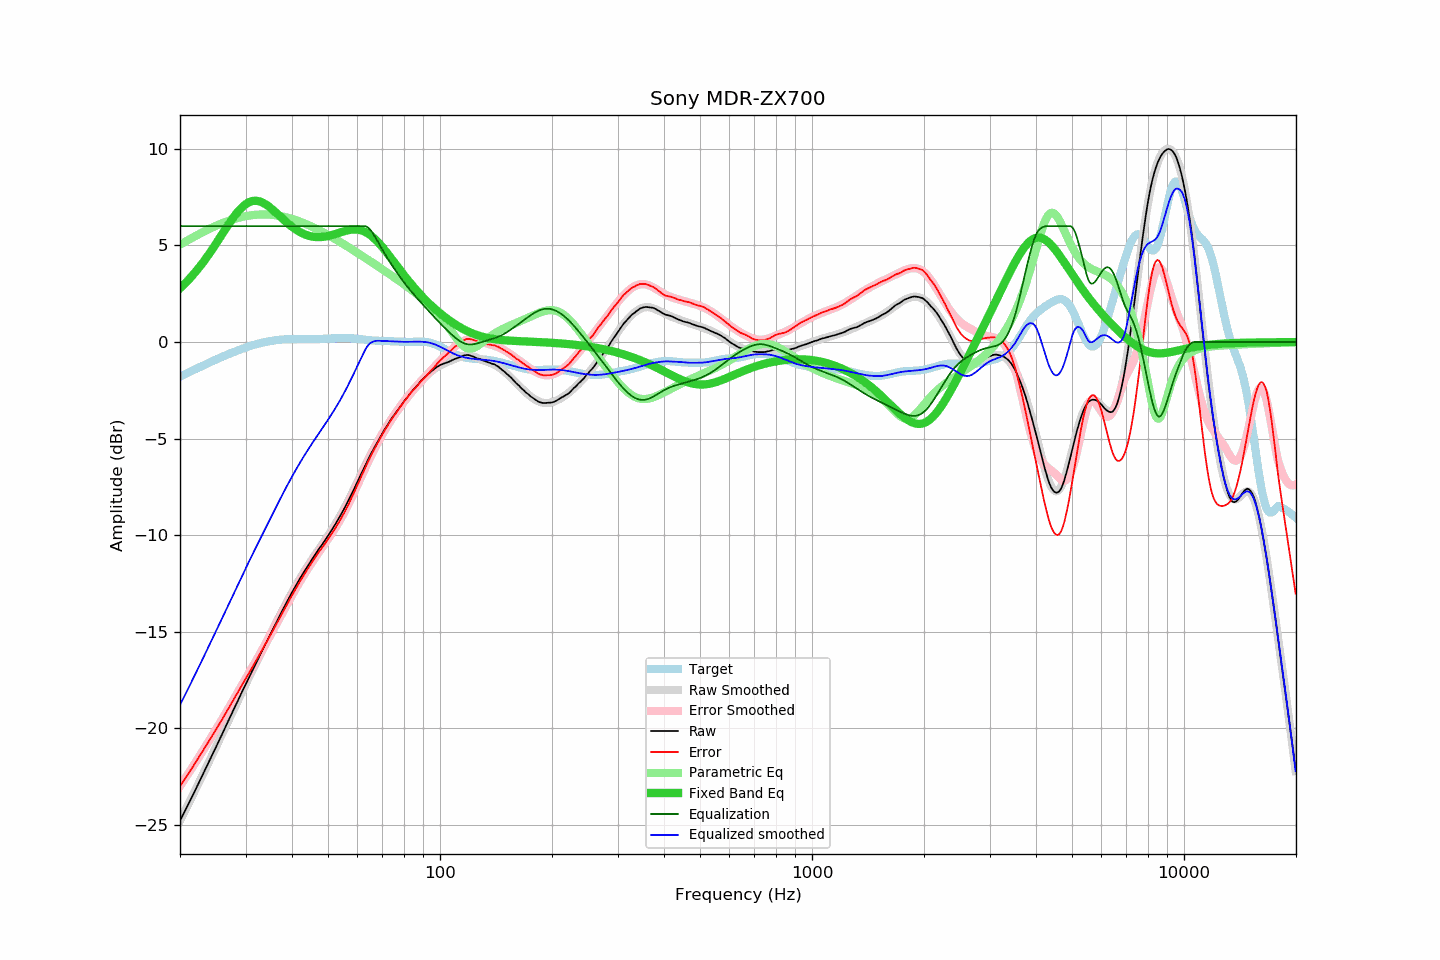 Sony MDR-ZX700
10
5
0
−5
−10
−15
−20
−25
Amplitude (dBr)
Target
Raw Smoothed
Error Smoothed
Raw
Error
Parametric Eq
Fixed Band Eq
Equalization
Equalized smoothed
100
1000
10000
Frequency (Hz)